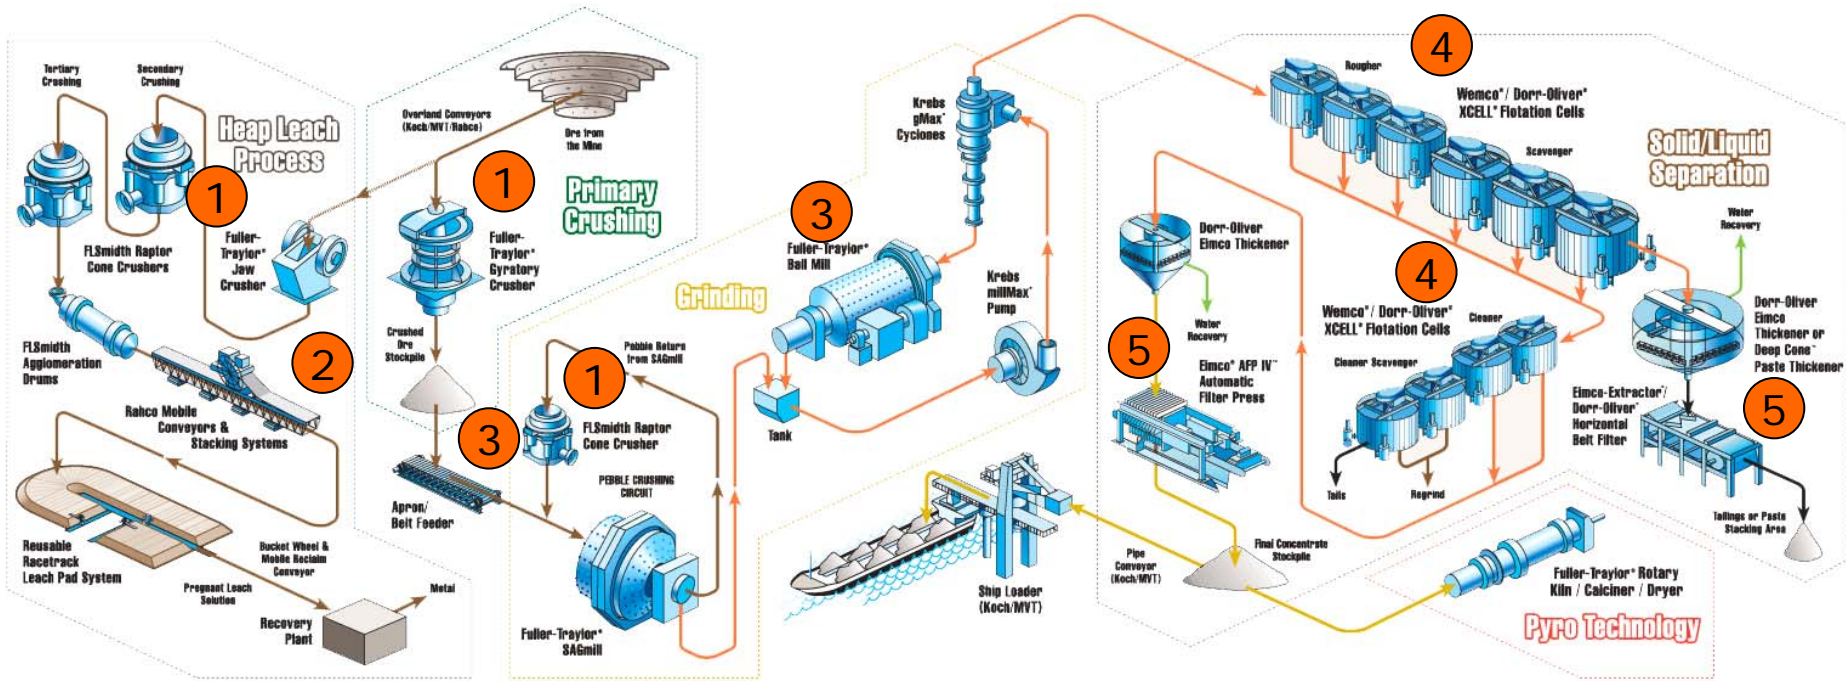 Tertiary
Crushing
Secondary
Crushing
Heap Leach
Process
1
FLSmidth Raptor
Cone Crushers
Fuller-
Traylor®
Jaw
Crusher
FLSmidth
Agglomeration
Drums
2
Rahco Mobile
Conveyors &
Stacking Systems
Reusable
Racetrack
Leach Pad System
Bucket Wheel &
Mobile Reclaim
Conveyor
Pregnant Leach
Solution
Metal
Recovery
Plant
Overland Conveyors
(Koch/MVT/Rahco)
Ore from
the Mine
1
Primary
Crushing
Fuller-
Traylor®
Gyratory
Crusher
Crushed
Ore
Stockpile
3
Apron/
Belt Feeder
Grinding
Pebble Return
from SAGmill
1
FLSmidth Raptor
Cone Crusher
PEBBLE CRUSHING
CIRCUIT
Fuller-Traylor®
SAGmill
3
Fuller-Traylor®
Ball Mill
Tank
Krebs
gMax®
Cyclones
Krebs
millMax®
Pump
Ship Loader
(Koch/MVT)
4
Rougher
Wemco®/ Dorr-Oliver®
XCELL® Flotation Cells
Scavenger
Solid/Liquid
Separation
Water
Recovery
Dorr-Oliver
Eimco Thickener
Water
Recovery
4
Wemco®/ Dorr-Oliver®
XCELL® Flotation Cells
Cleaner
Cleaner Scavenger
Tails
Regrind
Dorr-Oliver
Eimco
Thickener or
Deep Cone™
Paste Thickener
5
Eimco® AFP IV™
Automatic
Filter Press
Eimco-Extractor®/
Dorr-Oliver®
Horizontal
Belt Filter
5
Tailings or Paste
Stacking Area
Pipe
Conveyor
(Koch/MVT)
Final Concentrate
Stockpile
Fuller-Traylor® Rotary
Kiln / Calciner / Dryer
Pyro Technology